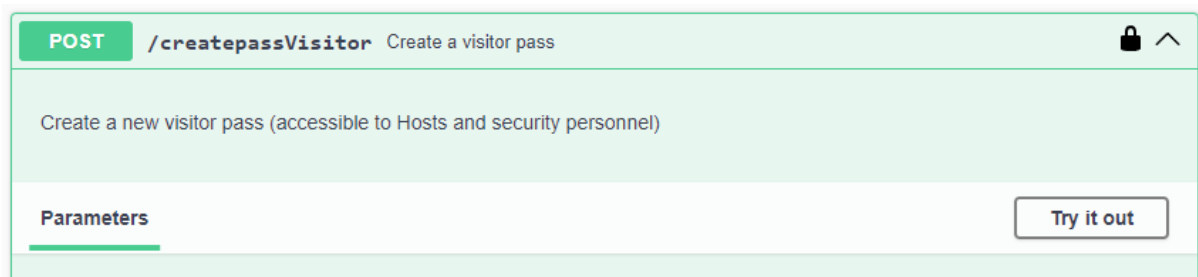 POST /createpassVisitor Create a visitor pass
Create a new visitor pass (accessible to Hosts and security personnel)
Parameters Try it out